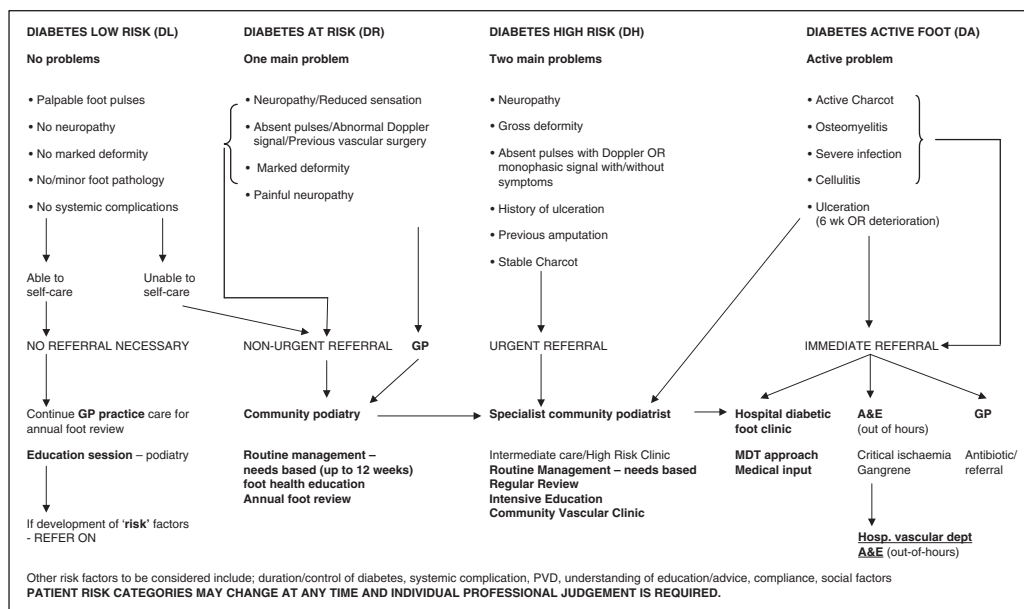 DIABETES LOW RISK (DL)
No problems
• Palpable foot pulses
• No neuropathy
• No marked deformity
• No/minor foot pathology
• No systemic complications
Able to
self-care
Unable to
self-care
NO REFERRAL NECESSARY
Continue GP practice care for
annual foot review
Education session – podiatry
If development of ‘risk’ factors
- REFER ON
DIABETES AT RISK (DR)
One main problem
• Neuropathy/Reduced sensation
• Absent pulses/Abnormal Doppler
signal/Previous vascular surgery
• Marked deformity
• Painful neuropathy
NON-URGENT REFERRAL
GP
Community podiatry
Routine management –
needs based (up to 12 weeks)
foot health education
Annual foot review
DIABETES HIGH RISK (DH)
Two main problems
• Neuropathy
• Gross deformity
• Absent pulses with Doppler OR
monophasic signal with/without
symptoms
• History of ulceration
• Previous amputation
• Stable Charcot
URGENT REFERRAL
Specialist community podiatrist
Intermediate care/High Risk Clinic
Routine Management – needs based
Regular Review
Intensive Education
Community Vascular Clinic
DIABETES ACTIVE FOOT (DA)
Active problem
• Active Charcot
• Osteomyelitis
• Severe infection
• Cellulitis
• Ulceration
(6 wk OR deterioration)
IMMEDIATE REFERRAL
Hospital diabetic
foot clinic
MDT approach
Medical input
A&E
(out of hours)
Critical ischaemia
Gangrene
Hosp. vascular dept
A&E (out-of-hours)
GP
Antibiotic/
referral
Other risk factors to be considered include; duration/control of diabetes, systemic complication, PVD, understanding of education/advice, compliance, social factors
PATIENT RISK CATEGORIES MAY CHANGE AT ANY TIME AND INDIVIDUAL PROFESSIONAL JUDGEMENT IS REQUIRED.